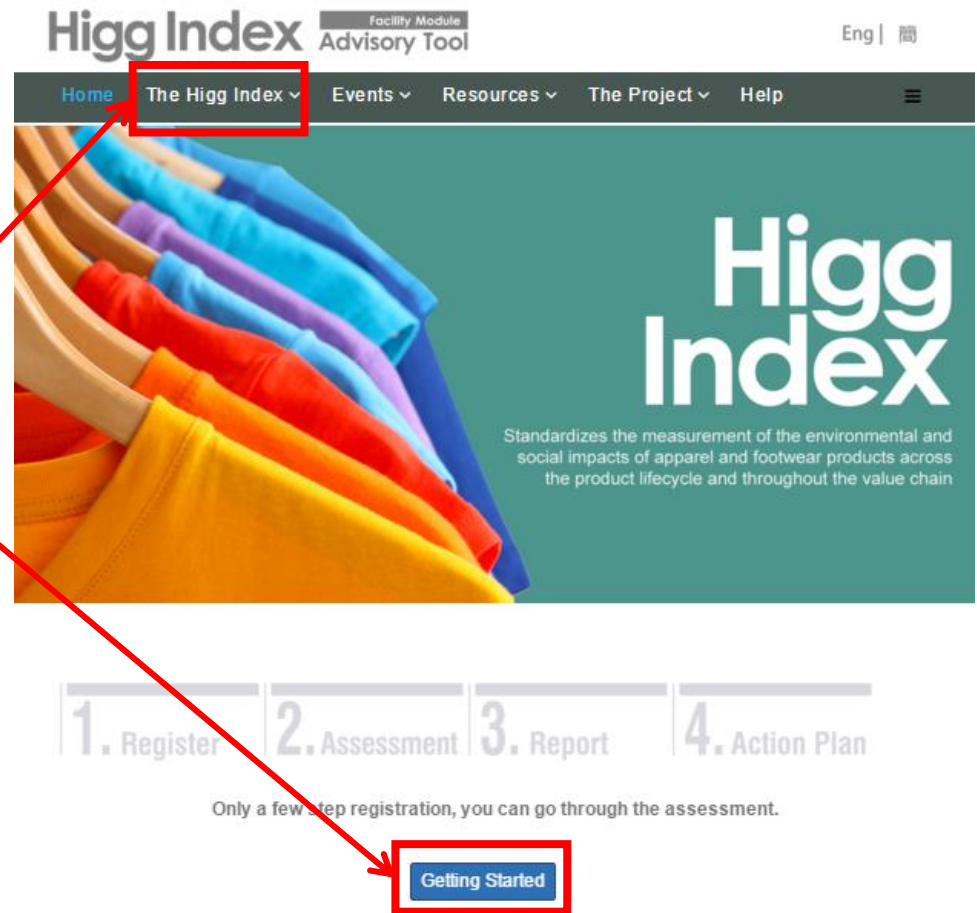 Higg Index Facility Module
Advisory Tool
Eng | 簡
Home The Higg Index Events Resources The Project Help
Higg
Index
Standardizes the measurement of the environmental and
social impacts of apparel and footwear products across
the product lifecycle and throughout the value chain
1. Register 2. Assessment 3. Report 4. Action Plan
Only a few step registration, you can go through the assessment.
Getting Started